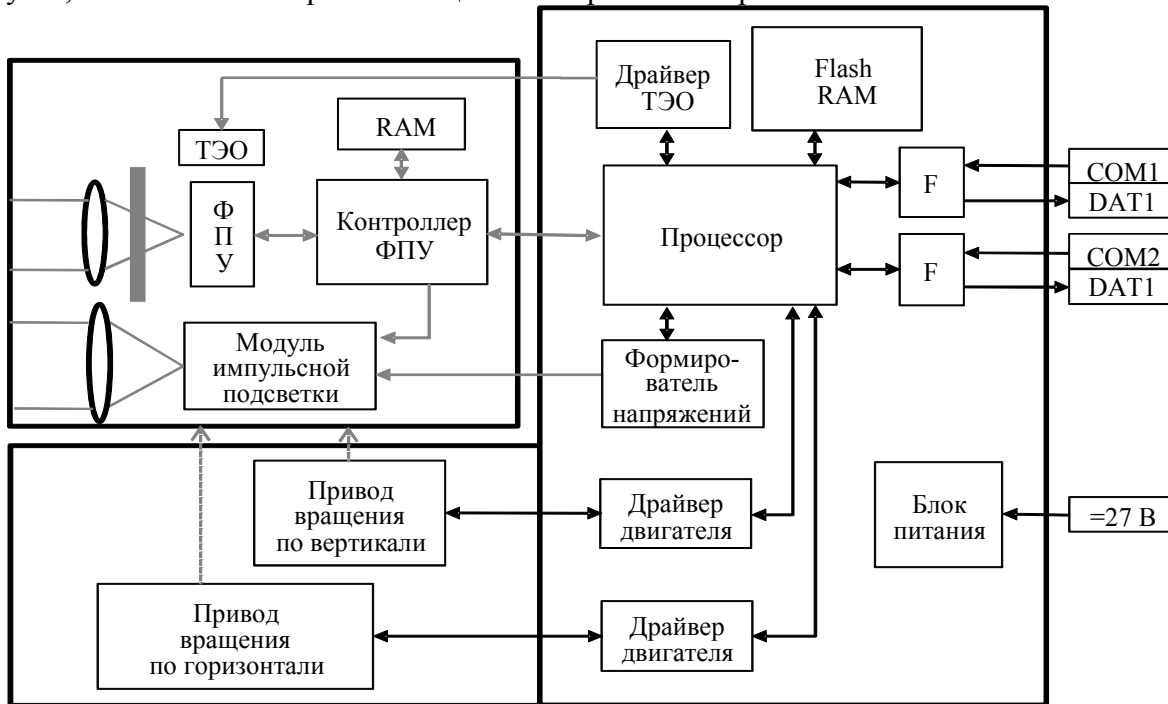 Драйвер
ТЭО
Flash
RAM
RAM
ТЭО
Ф
П
У
Контроллер
ФПУ
Процессор
F
COM1
DAT1
F
COM2
DAT1
Модуль
импульсной
подсветки
Формиро-
ватель
напряжений
Привод
вращения
по вертикали
Драйвер
двигателя
Блок
питания
=27 В
Привод
вращения
по горизонтали
Драйвер
двигателя